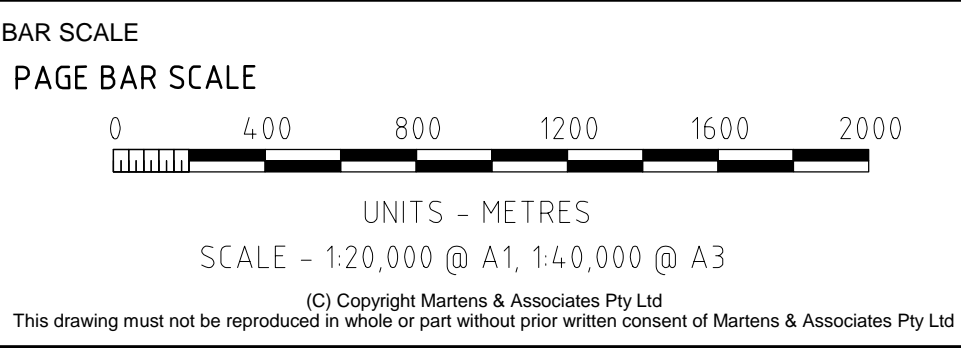 BAR SCALE
PAGE BAR SCALE
0 400 800 1200 1600 2000
UNITS - METRES
SCALE - 1:20,000 @ A1, 1:40,000 @ A3
(C) Copyright Martens & Associates Pty Ltd
This drawing must not be reproduced in whole or part without prior written consent of Martens & Associates Pty Ltd